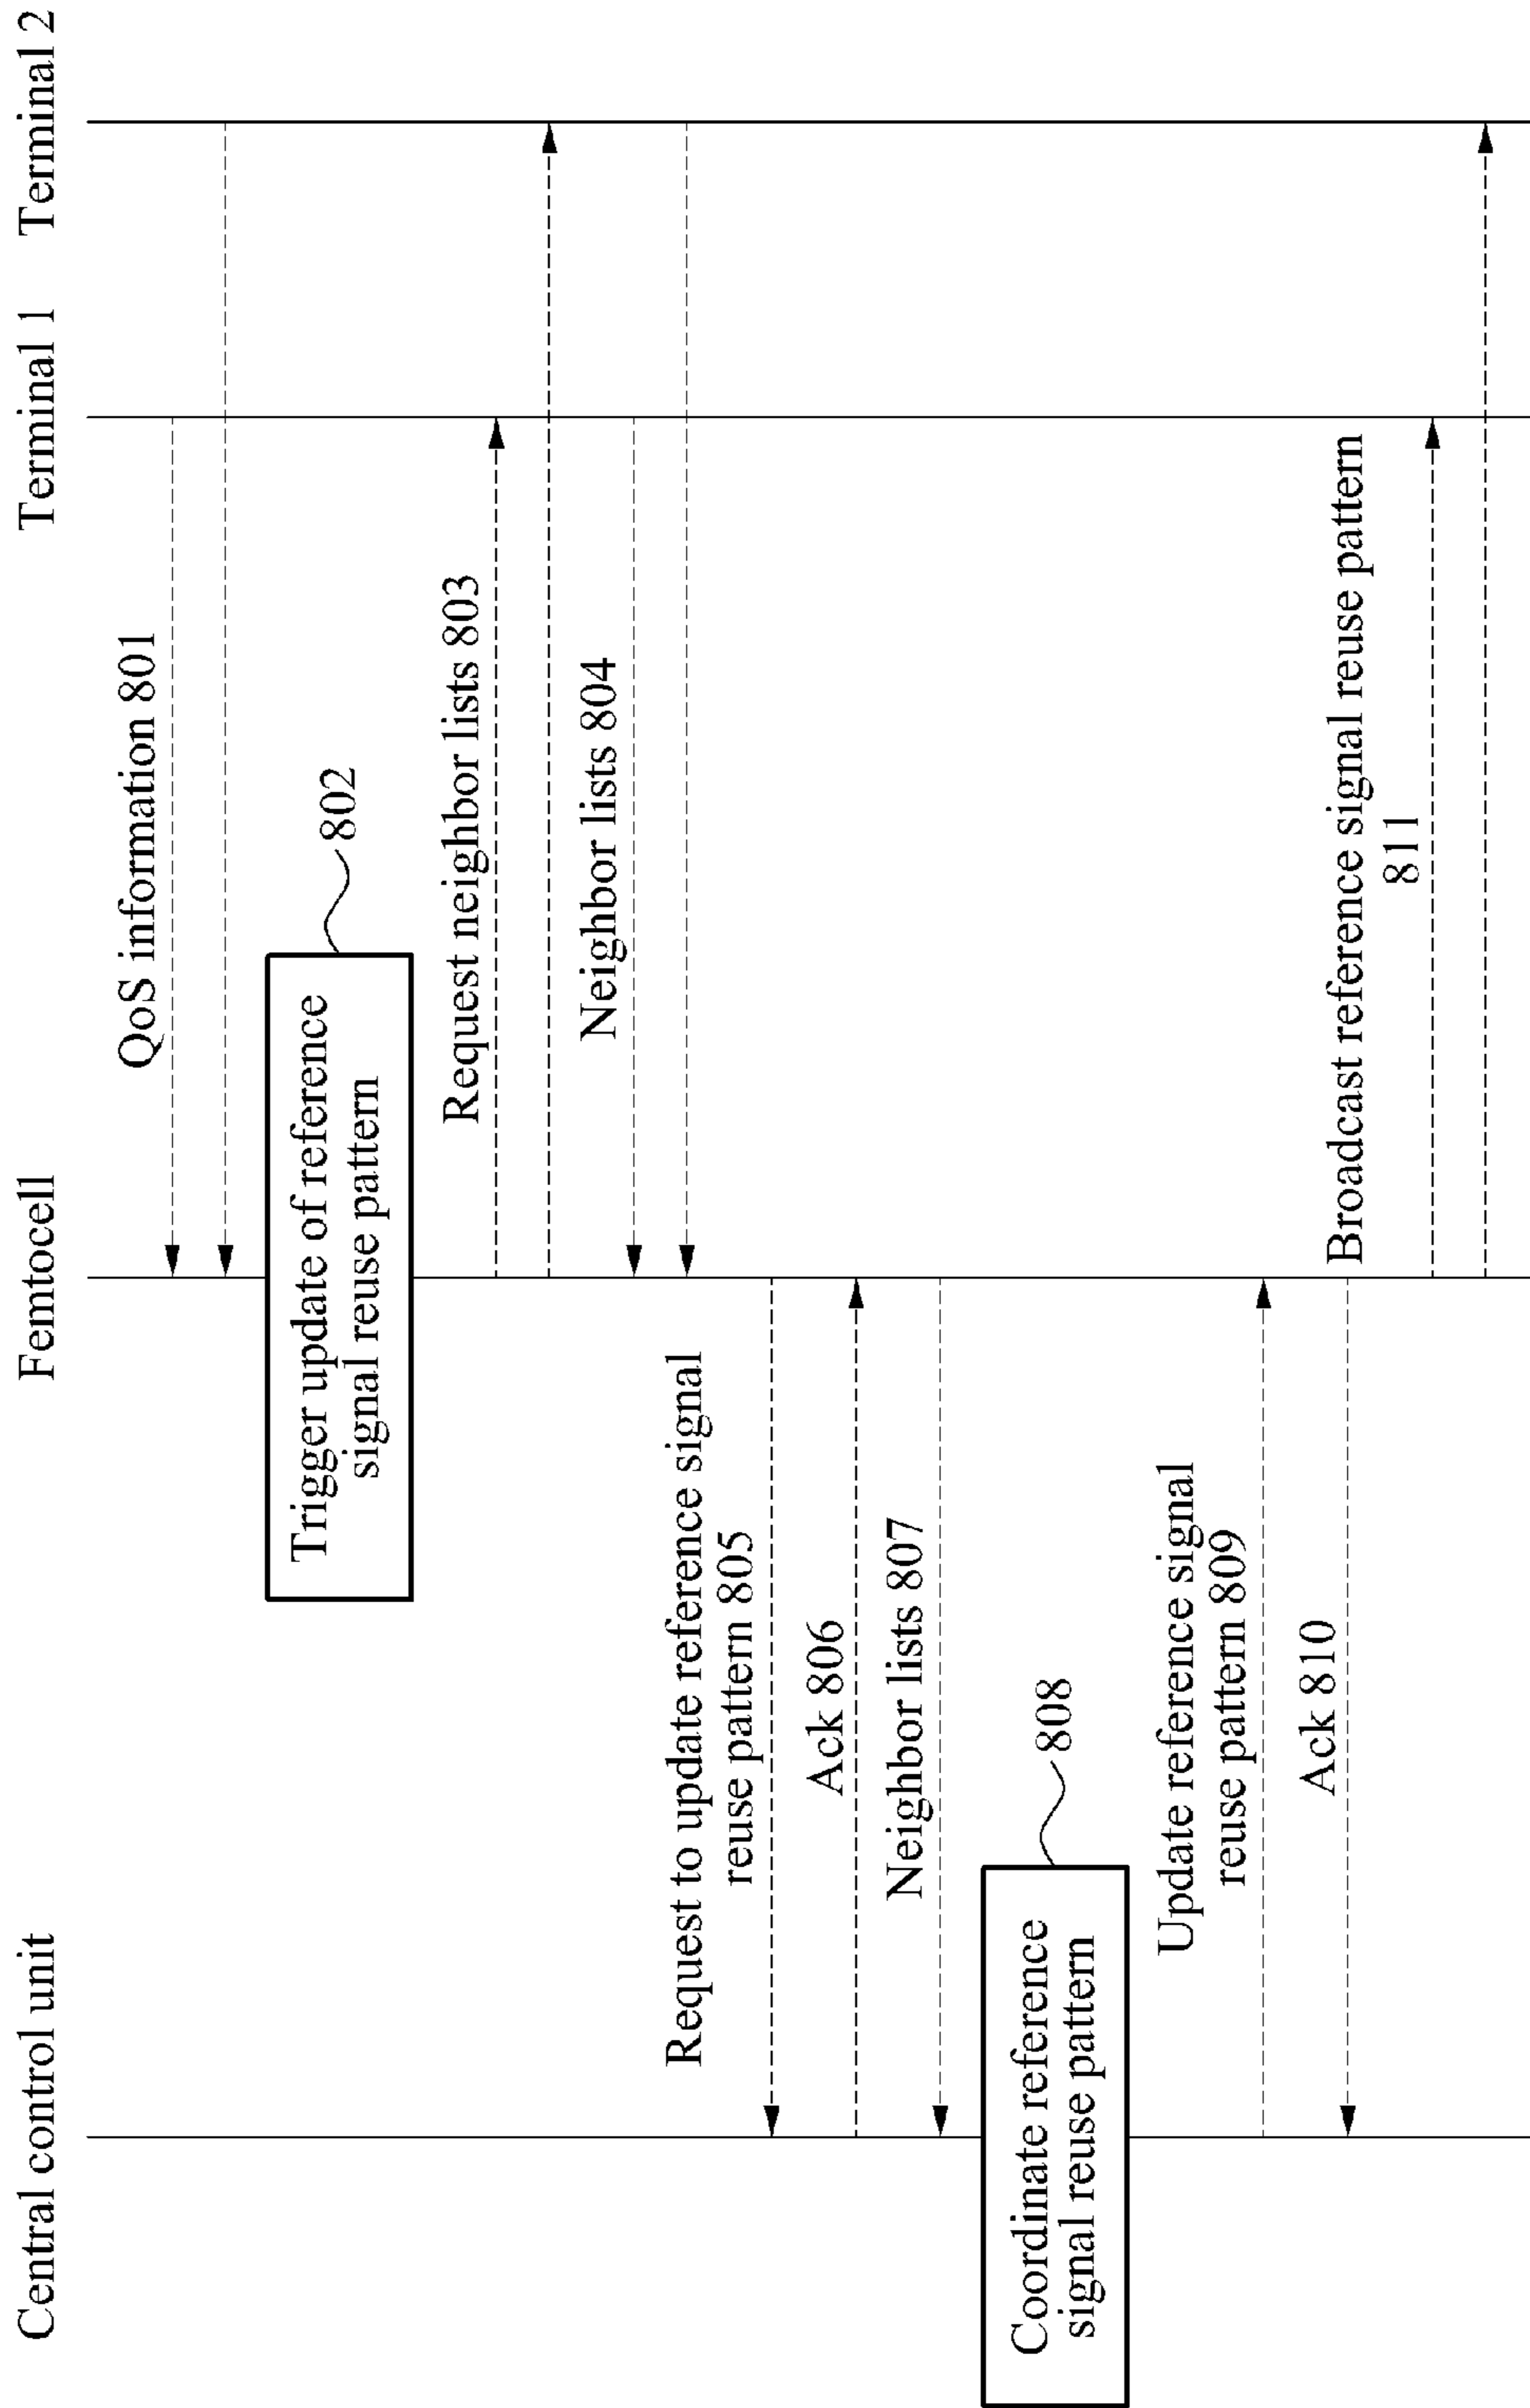 Central control unit
Femtocell
Terminal 1
Terminal 2
QoS information 801
Trigger update of reference
signal reuse pattern
802
Request neighbor lists 803
Neighbor lists 804
Request to update reference signal
reuse pattern 805
Ack 806
Neighbor lists 807
Coordinate reference
signal reuse pattern
808
Update reference signal
reuse pattern 809
Ack 810
Broadcast reference signal reuse pattern
811